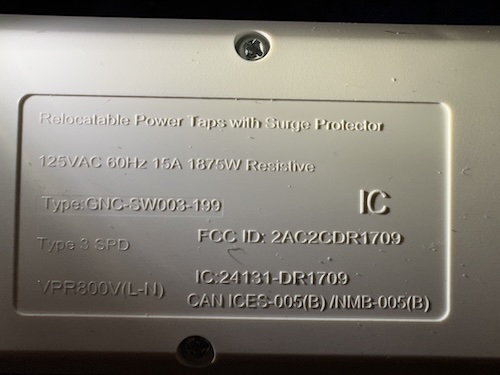 Relocatable Power Taps with Surge Protector
125VAC 60Hz 15A 1875W Resistive
Type:GNC-SW003-199
IC
Type 3 SPD
FCC ID: 2AC2CDR1709
VPR800V(L-N)
IC:24131-DR1709
CAN ICES-005(B) /NMB-005(B)